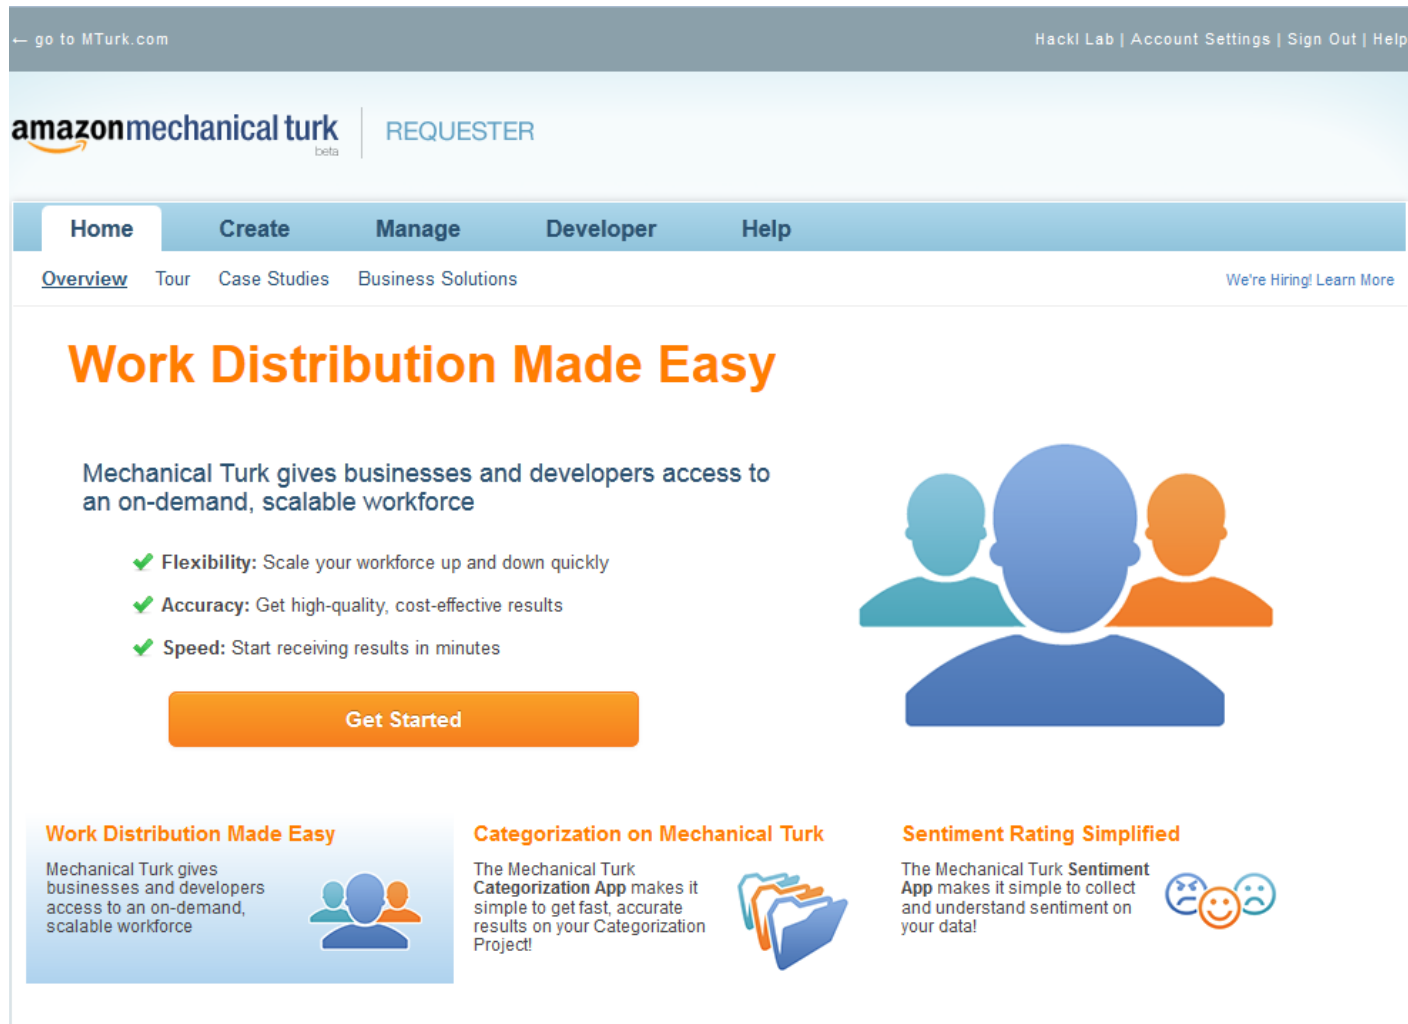 ← go to MTurk.com
Hackl Lab | Account Settings | Sign Out | Help
amazonmechanical turk
beta
REQUESTER
Home Create Manage Developer Help
Overview Tour Case Studies Business Solutions
We're Hiring! Learn More
Work Distribution Made Easy
Mechanical Turk gives businesses and developers access to
an on-demand, scalable workforce
Flexibility: Scale your workforce up and down quickly
Accuracy: Get high-quality, cost-effective results
Speed: Start receiving results in minutes
Get Started
Work Distribution Made Easy
Mechanical Turk gives
businesses and developers
access to an on-demand,
scalable workforce
Categorization on Mechanical Turk
The Mechanical Turk
Categorization App makes it
simple to get fast, accurate
results on your Categorization
Project!
Sentiment Rating Simplified
The Mechanical Turk Sentiment
App makes it simple to collect
and understand sentiment on
your data!